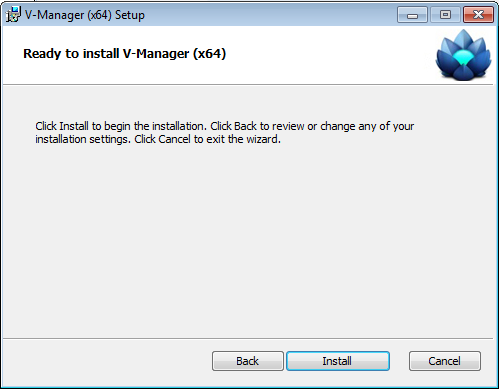 V-Manager (x64) Setup
Ready to install V-Manager (x64)
Click Install to begin the installation. Click Back to review or change any of your
installation settings. Click Cancel to exit the wizard.
Back
Install
Cancel